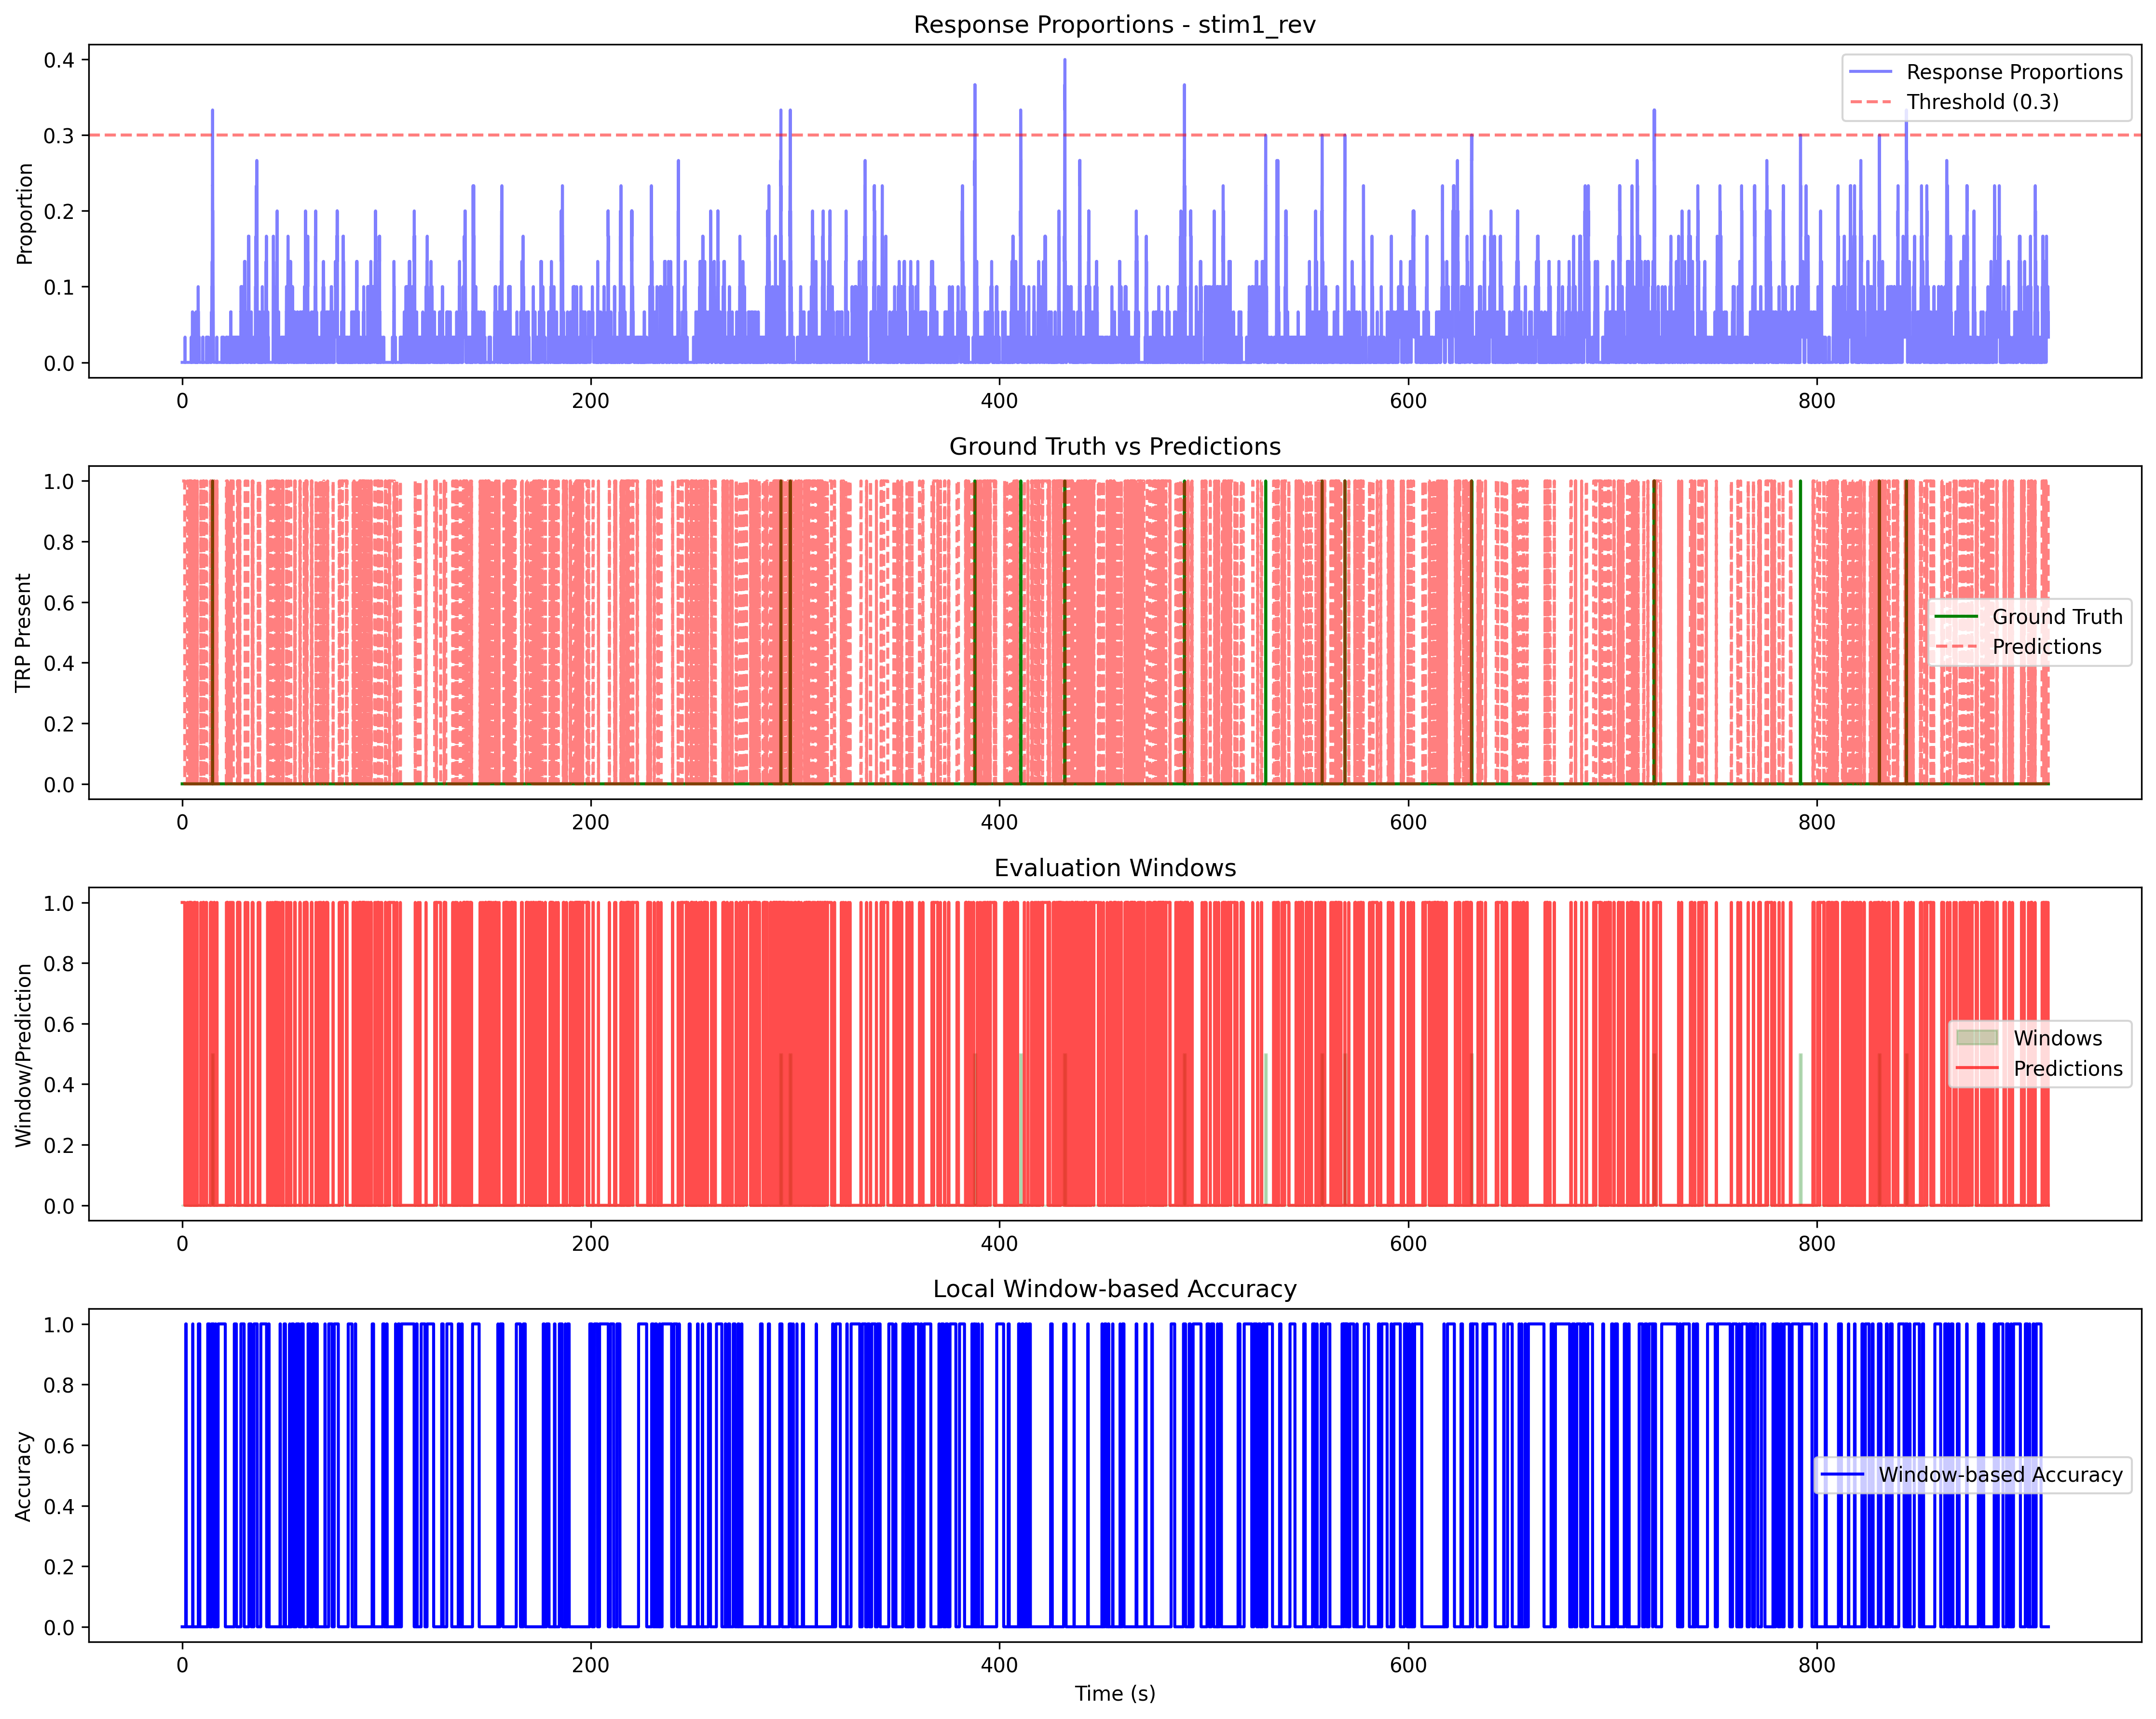 Response Proportions - stim1_rev
Proportion
0.4
0.3
0.2
0.1
0.0
Response Proportions
Threshold (0.3)
0
200
400
600
800
Ground Truth vs Predictions
TRP Present
1.0
0.8
0.6
0.4
0.2
0.0
Ground Truth
Predictions
0
200
400
600
800
Evaluation Windows
Window/Prediction
1.0
0.8
0.6
0.4
0.2
0.0
Windows
Predictions
0
200
400
600
800
Local Window-based Accuracy
Accuracy
1.0
0.8
0.6
0.4
0.2
0.0
Window-based Accuracy
0
200
400
600
800
Time (s)